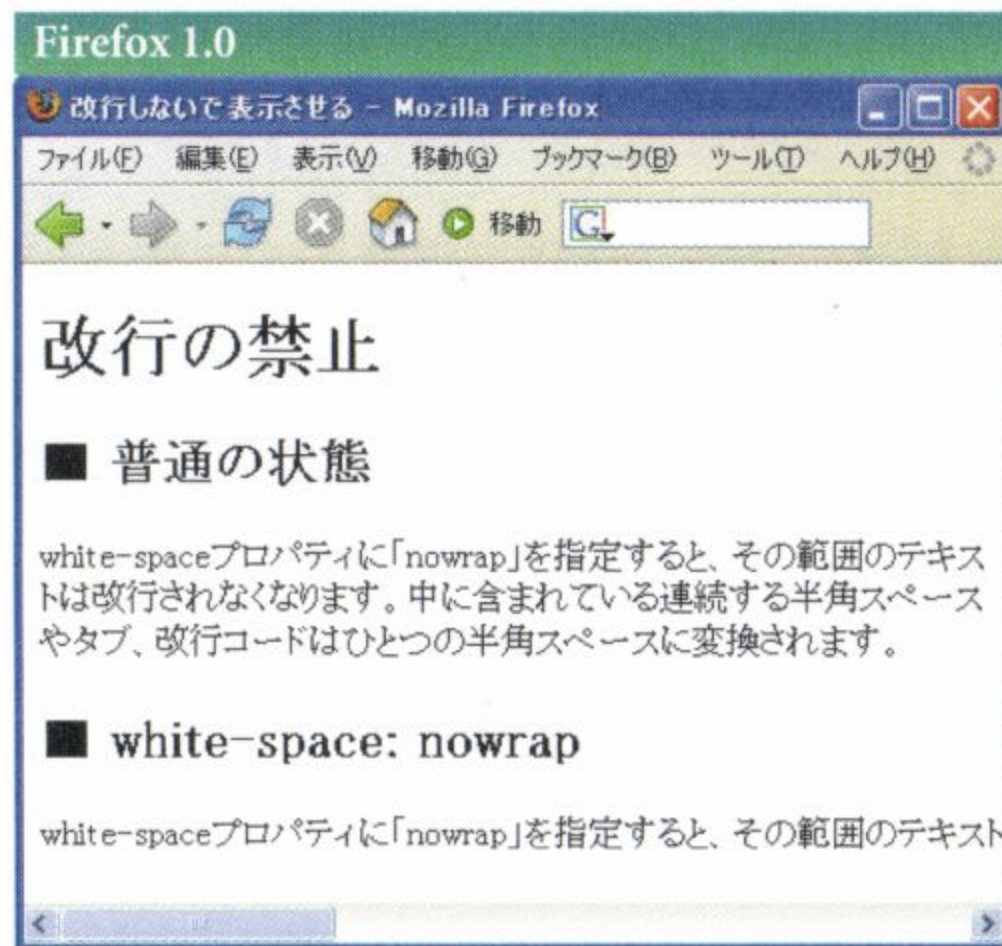 Firefox 1.0
改行しないで表示させる - Mozilla Firefox
ファイル(F) 編集(E) 表示(V) 移動(G) ブックマーク(B) ツール(T) ヘルプ(H)
移動 G
改行の禁止
■ 普通の状態
white-spaceプロパティに「nowrap」を指定すると、その範囲のテキス
トは改行されなくなります。中に含まれている連続する半角スペース
やタブ、改行コードはひとつの半角スペースに変換されます。
■ white-space: nowrap
white-spaceプロパティに「nowrap」を指定すると、その範囲のテキスト